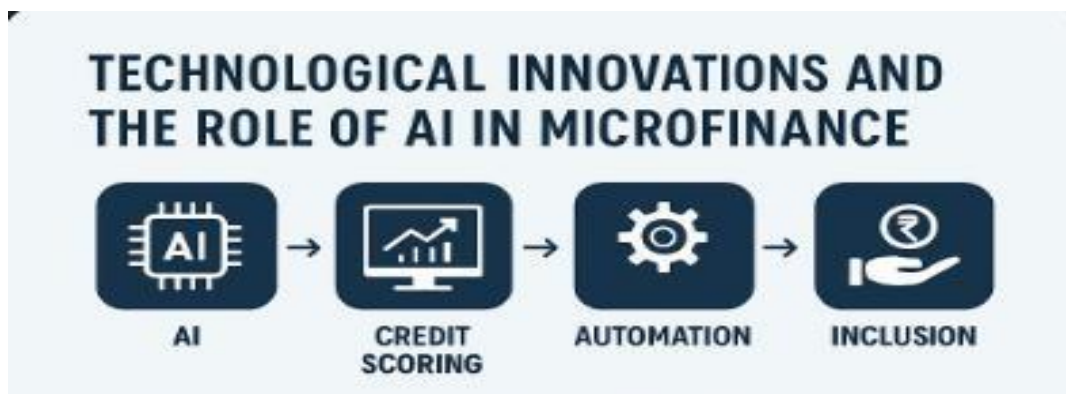 TECHNOLOGICAL INNOVATIONS AND
THE ROLE OF AI IN MICROFINANCE
AI
₹
AI
CREDIT
SCORING
AUTOMATION
INCLUSION